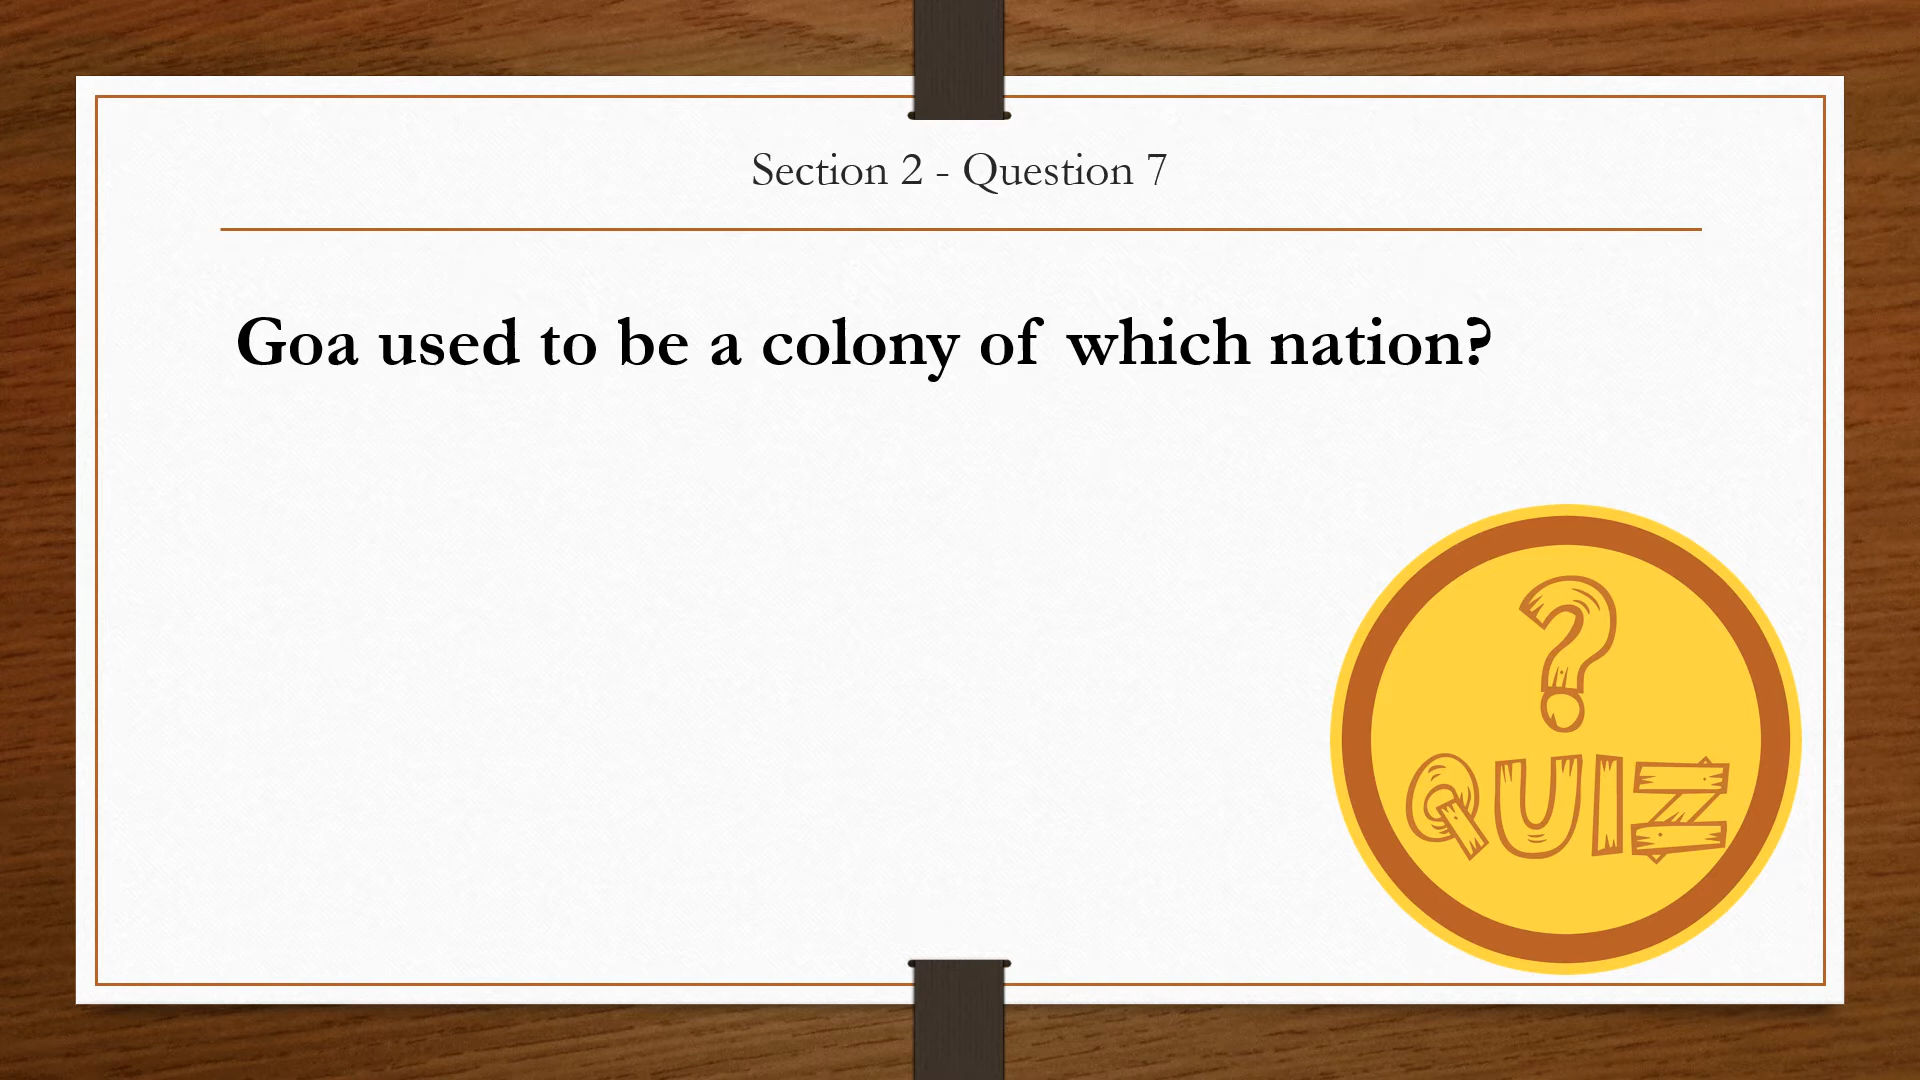 Section 2 - Question 7
Goa used to be a colony of which nation?
?
QUIZ